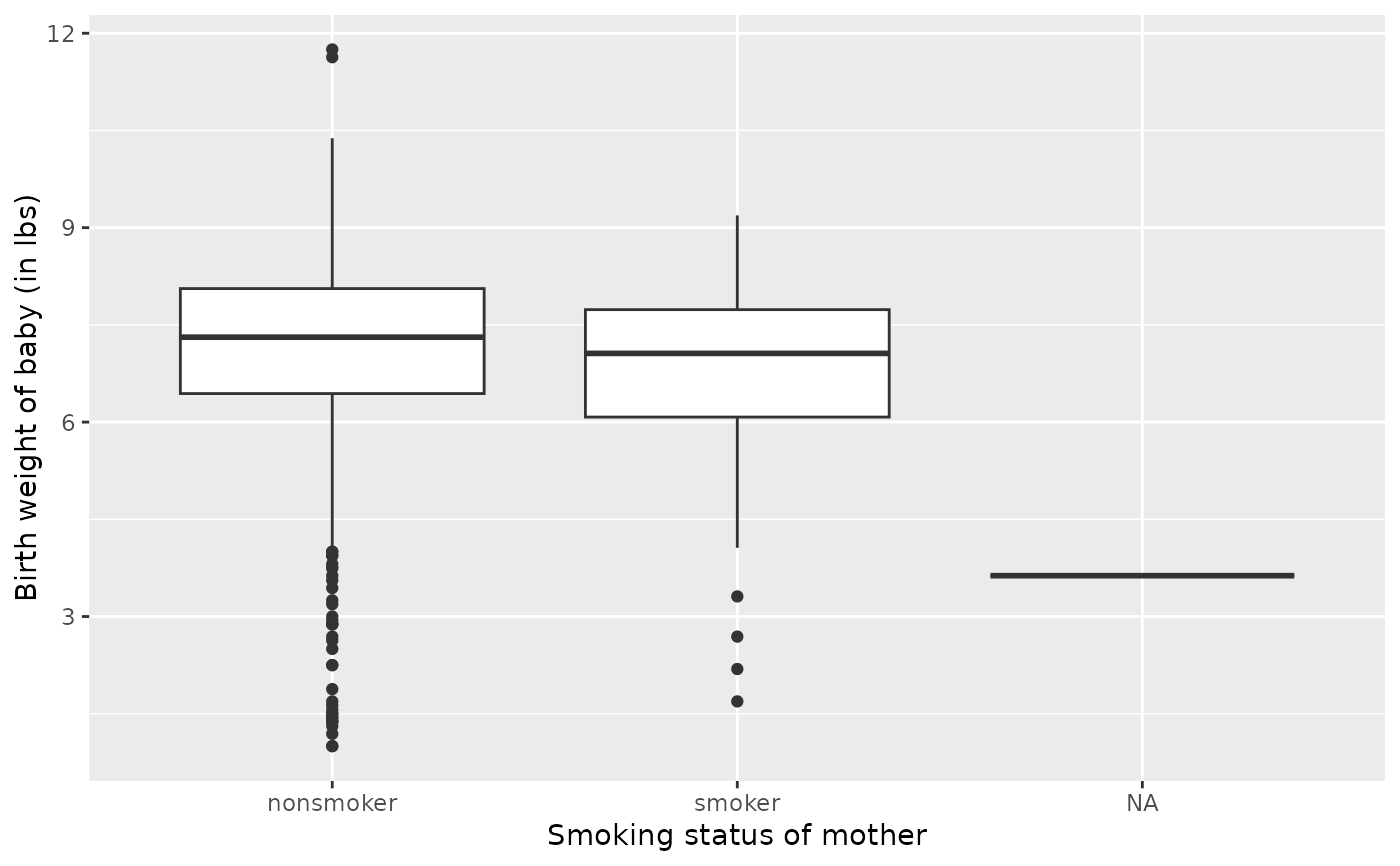 12
9
6
3
Birth weight of baby (in lbs)
nonsmoker
smoker
NA
Smoking status of mother